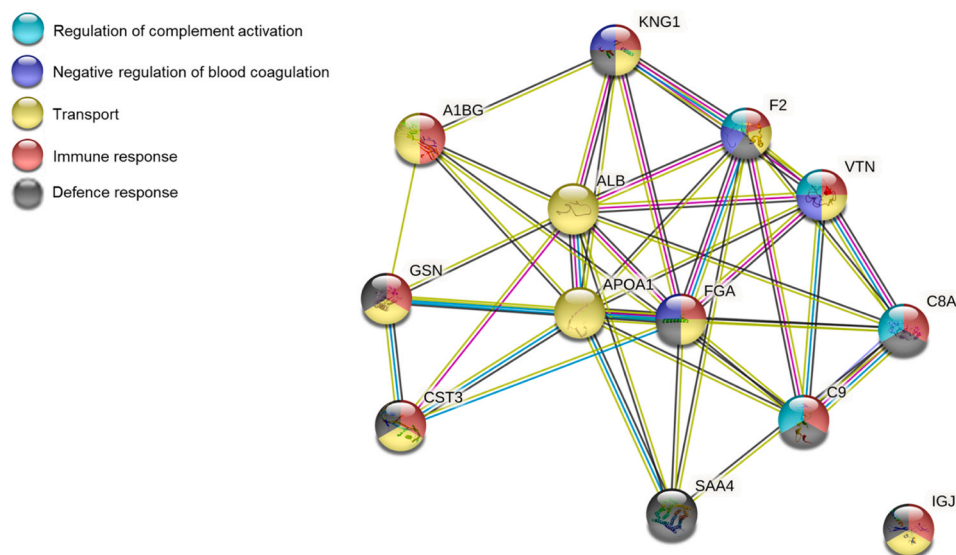 Regulation of complement activation
Negative regulation of blood coagulation
Transport
Immune response
Defence response
KNG1
A1BG
F2
VTN
ALB
GSN
APOA1
FGA
C8A
CST3
C9
SAA4
IGJ